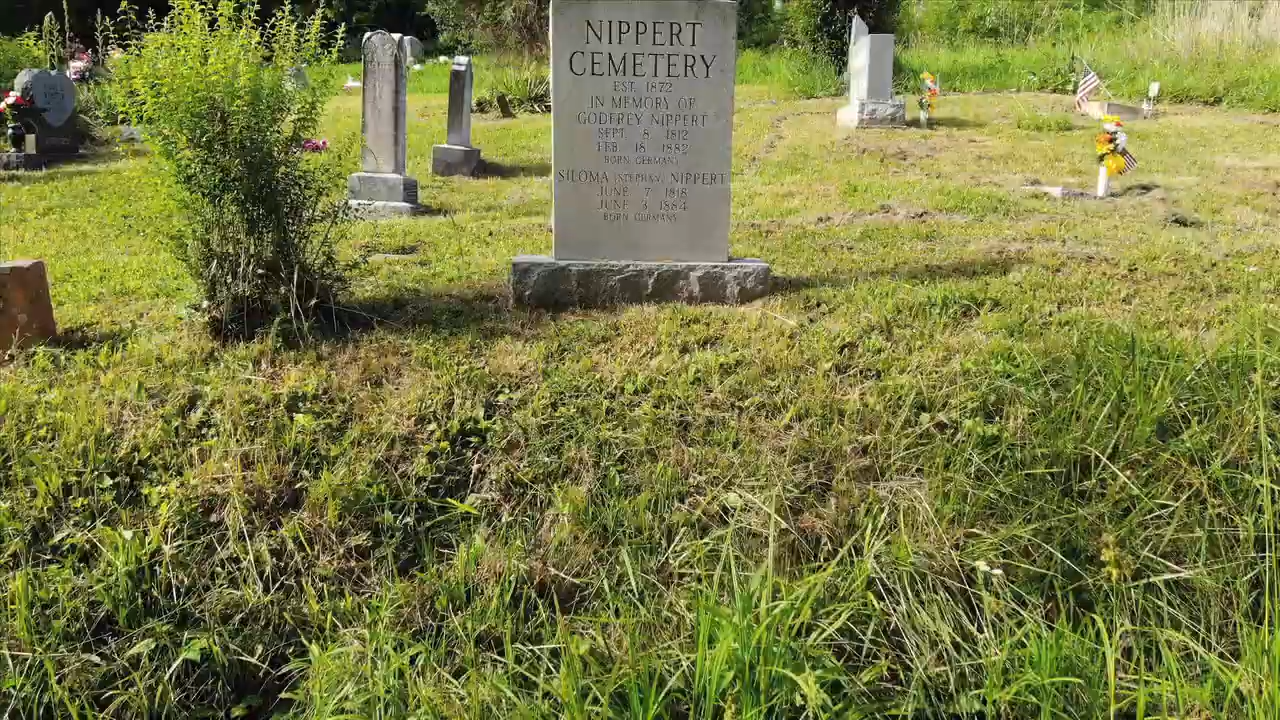 NIPPERT
CEMETERY
EST. 1872
IN MEMORY OF
GODFREY NIPPERT
SEPT. 8, 1812
FEB. 18, 1882
BORN GERMANY
SILOMA (STEPHAN) NIPPERT
JUNE 7, 1818
JUNE 3, 1884
BORN GERMANY